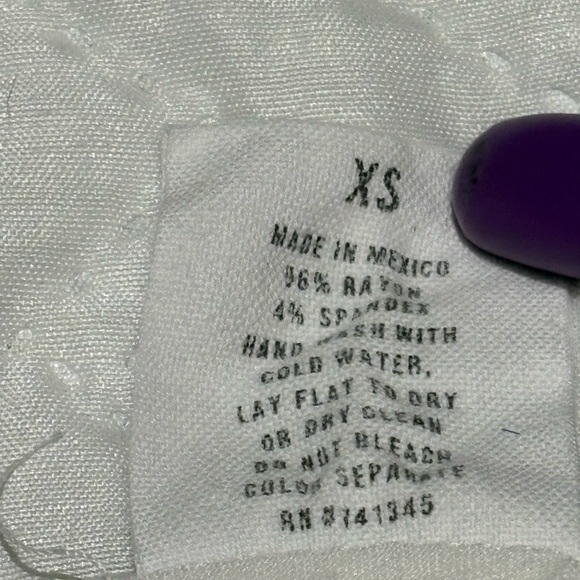 XS
MADE IN MEXICO
96% RAYON
4% SPANDEX
HAND WASH WITH
COLD WATER,
LAY FLAT TO DRY
OR DRY CLEAN
DO NOT BLEACH
COLOR SEPARATE
RN #141345